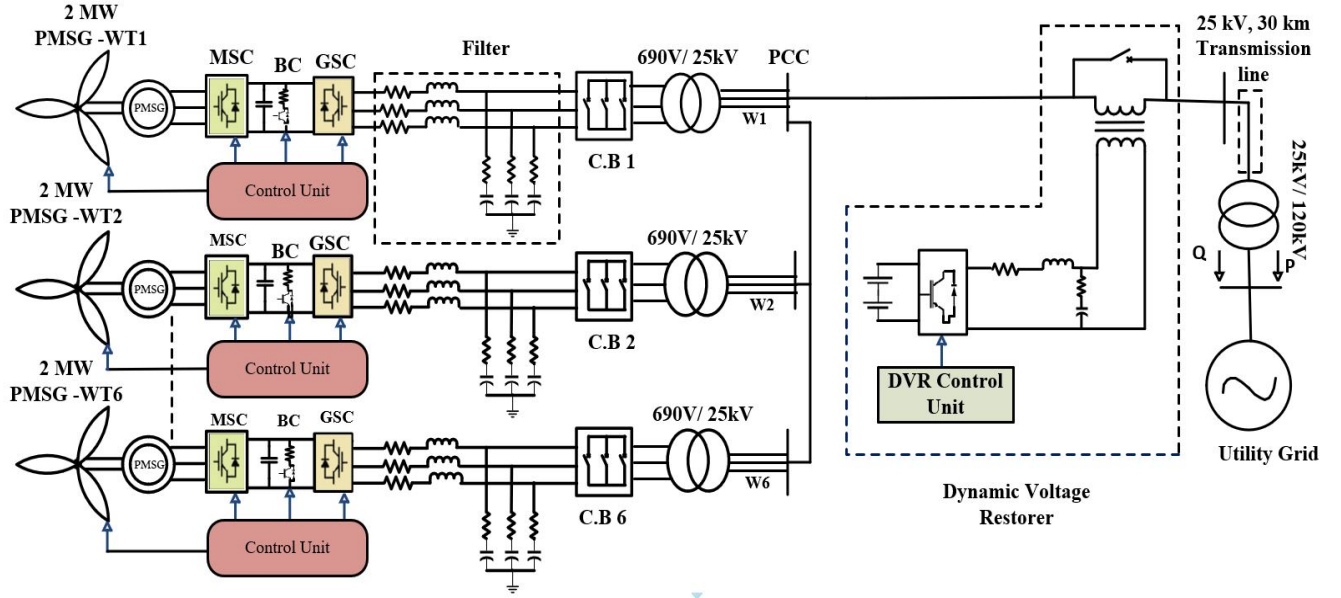 2 MW
PMSG -WT1
MSC
BC
GSC
Filter
690V/ 25kV
PCC
25 kV, 30 km
Transmission
line
PMSG
W1
C.B 1
Control Unit
25kV/ 120kV
2 MW
PMSG -WT2
MSC
BC
GSC
690V/ 25kV
Q
P
PMSG
W2
C.B 2
Control Unit
DVR Control
Unit
2 MW
PMSG -WT6
MSC
BC
GSC
690V/ 25kV
Utility Grid
PMSG
W6
C.B 6
Dynamic Voltage
Restorer
Control Unit